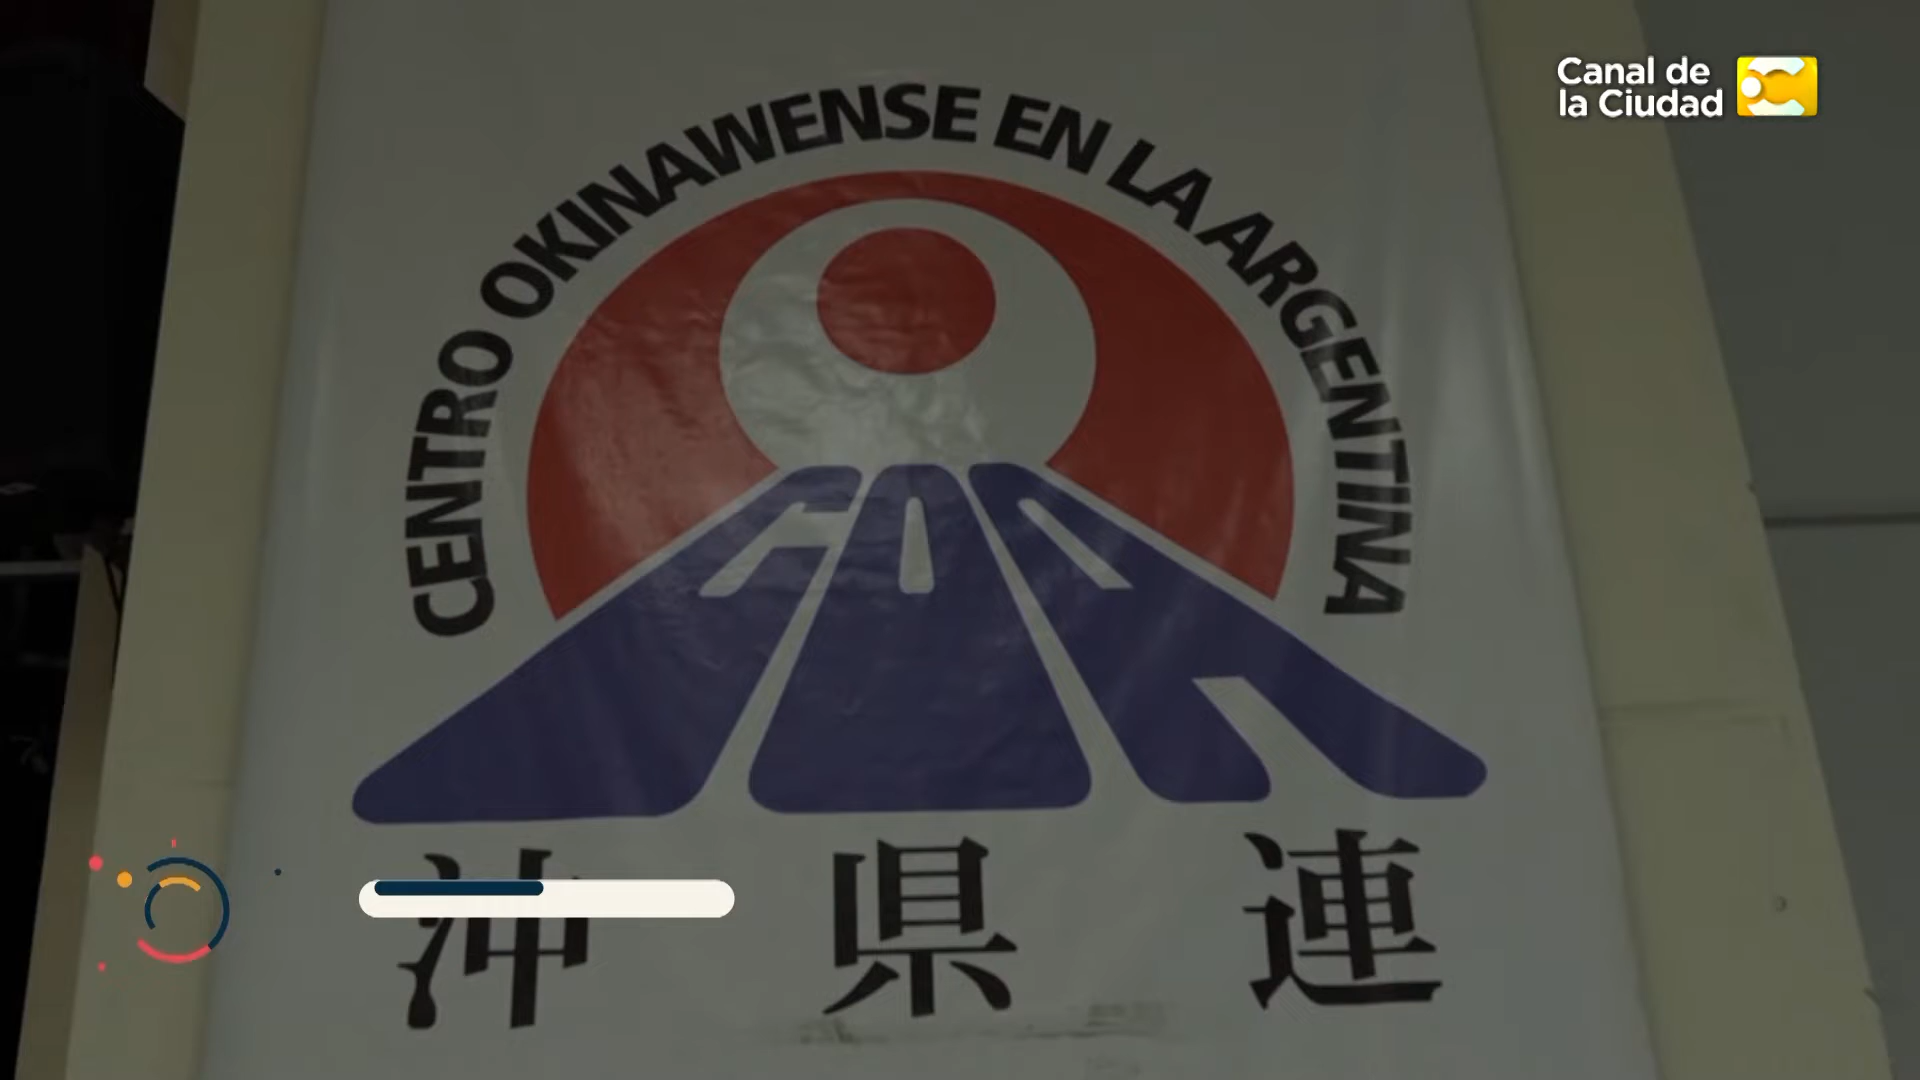 Canal de
la Ciudad
CENTRO OKINAWENSE EN LA ARGENTINA
COA
沖 県 連